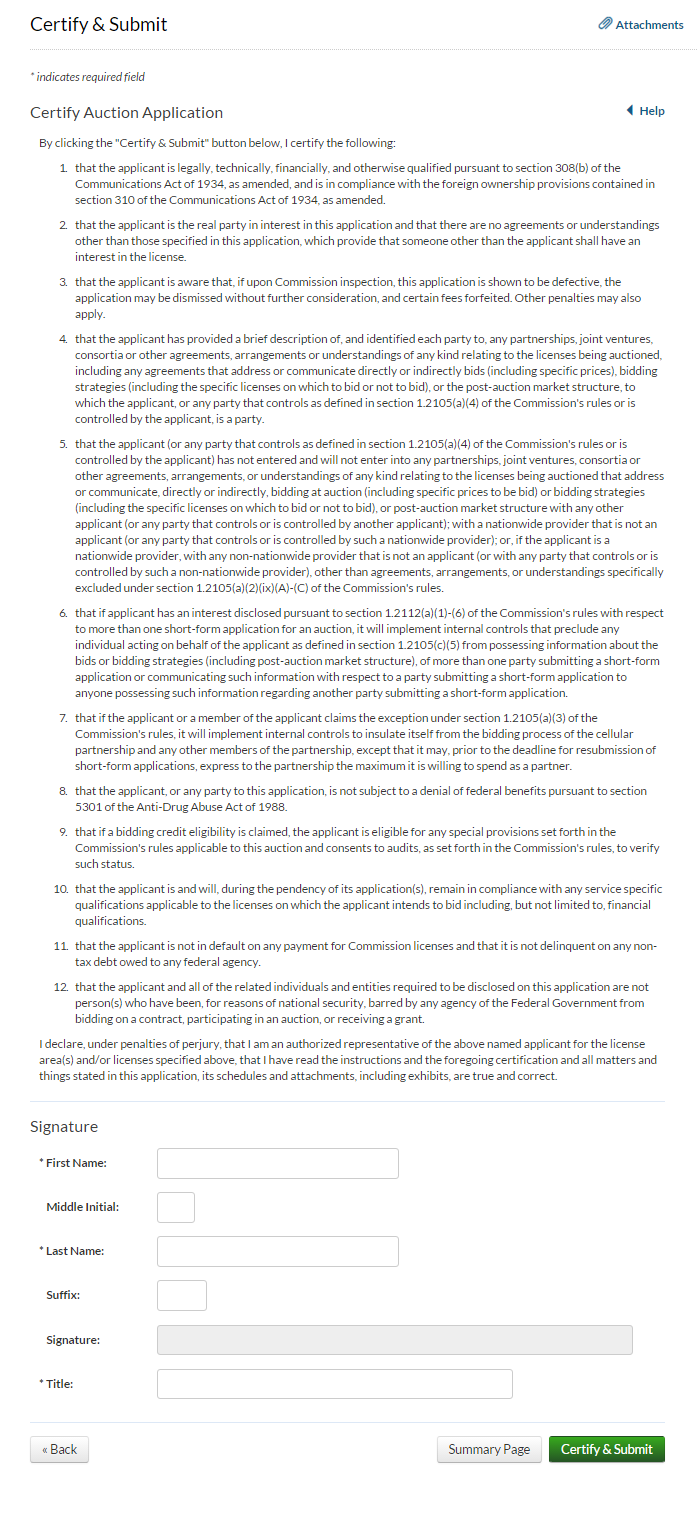 Certify & Submit
Attachments
* indicates required field
Certify Auction Application
Help
By clicking the "Certify & Submit" button below, I certify the following:
1. that the applicant is legally, technically, financially, and otherwise qualified pursuant to section 308(b) of the
Communications Act of 1934, as amended, and is in compliance with the foreign ownership provisions contained in
section 310 of the Communications Act of 1934, as amended.
2. that the applicant is the real party in interest in this application and that there are no agreements or understandings
other than those specified in this application, which provide that someone other than the applicant shall have an
interest in the license.
3. that the applicant is aware that, if upon Commission inspection, this application is shown to be defective, the
application may be dismissed without further consideration, and certain fees forfeited. Other penalties may also
apply.
4. that the applicant has provided a brief description of, and identified each party to, any partnerships, joint ventures,
consortia or other agreements, arrangements or understandings of any kind relating to the licenses being auctioned,
including any agreements that address or communicate directly or indirectly bids (including specific prices), bidding
strategies (including the specific licenses on which to bid or not to bid), or the post-auction market structure, to
which the applicant, or any party that controls as defined in section 1.2105(a)(4) of the Commission's rules or is
controlled by the applicant, is a party.
5. that the applicant (or any party that controls as defined in section 1.2105(a)(4) of the Commission's rules or is
controlled by the applicant) has not entered and will not enter into any partnerships, joint ventures, consortia or
other agreements, arrangements, or understandings of any kind relating to the licenses being auctioned that address
or communicate, directly or indirectly, bidding at auction (including specific prices to be bid) or bidding strategies
(including the specific licenses on which to bid or not to bid), or post-auction market structure with any other
applicant (or any party that controls or is controlled by another applicant); with a nationwide provider that is not an
applicant (or any party that controls or is controlled by such a nationwide provider); or, if the applicant is a
nationwide provider, with any non-nationwide provider that is not an applicant (or with any party that controls or is
controlled by such a non-nationwide provider), other than agreements, arrangements, or understandings specifically
excluded under section 1.2105(a)(2)(ix)(A)-(C) of the Commission's rules.
6. that if applicant has an interest disclosed pursuant to section 1.2112(a)(1)-(6) of the Commission's rules with respect
to more than one short-form application for an auction, it will implement internal controls that preclude any
individual acting on behalf of the applicant as defined in section 1.2105(c)(5) from possessing information about the
bids or bidding strategies (including post-auction market structure), of more than one party submitting a short-form
application or communicating such information with respect to a party submitting a short-form application to
anyone possessing such information regarding another party submitting a short-form application.
7. that if the applicant or a member of the applicant claims the exception under section 1.2105(a)(3) of the
Commission's rules, it will implement internal controls to insulate itself from the bidding process of the cellular
partnership and any other members of the partnership, except that it may, prior to the deadline for resubmission of
short-form applications, express to the partnership the maximum it is willing to spend as a partner.
8. that the applicant, or any party to this application, is not subject to a denial of federal benefits pursuant to section
5301 of the Anti-Drug Abuse Act of 1988.
9. that if a bidding credit eligibility is claimed, the applicant is eligible for any special provisions set forth in the
Commission's rules applicable to this auction and consents to audits, as set forth in the Commission's rules, to verify
such status.
10. that the applicant is and will, during the pendency of its application(s), remain in compliance with any service specific
qualifications applicable to the licenses on which the applicant intends to bid including, but not limited to, financial
qualifications.
11. that the applicant is not in default on any payment for Commission licenses and that it is not delinquent on any non-
tax debt owed to any federal agency.
12. that the applicant and all of the related individuals and entities required to be disclosed on this application are not
person(s) who have been, for reasons of national security, barred by any agency of the Federal Government from
bidding on a contract, participating in an auction, or receiving a grant.
I declare, under penalties of perjury, that I am an authorized representative of the above named applicant for the license
area(s) and/or licenses specified above, that I have read the instructions and the foregoing certification and all matters and
things stated in this application, its schedules and attachments, including exhibits, are true and correct.
Signature
* First Name:
Middle Initial:
* Last Name:
Suffix:
Signature:
* Title:
« Back
Summary Page
Certify & Submit